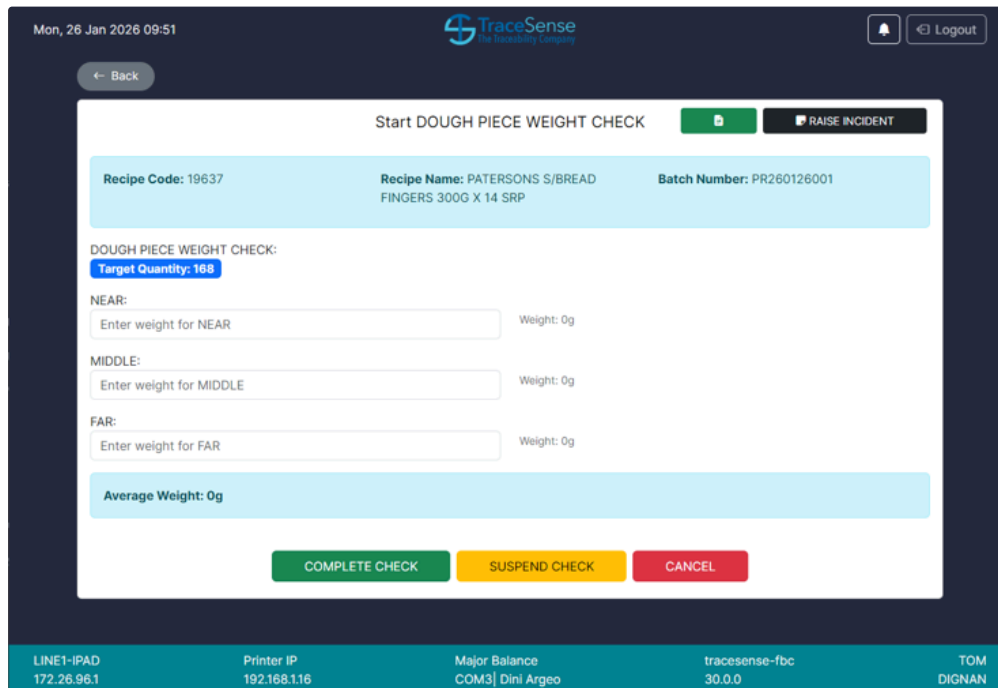 Mon, 26 Jan 2026 09:51
TraceSense
The Traceability Company
Logout
← Back
Start DOUGH PIECE WEIGHT CHECK
RAISE INCIDENT
Recipe Code: 19637
Recipe Name: PATERSONS S/BREAD
FINGERS 300G X 14 SRP
Batch Number: PR260126001
DOUGH PIECE WEIGHT CHECK:
Target Quantity: 168
NEAR:
Enter weight for NEAR
Weight: 0g
MIDDLE:
Enter weight for MIDDLE
Weight: 0g
FAR:
Enter weight for FAR
Weight: 0g
Average Weight: 0g
COMPLETE CHECK
SUSPEND CHECK
CANCEL
LINE1-IPAD
172.26.96.1
Printer IP
192.168.1.16
Major Balance
COM3| Dini Argeo
tracesense-fbc
30.0.0
TOM
DIGNAN